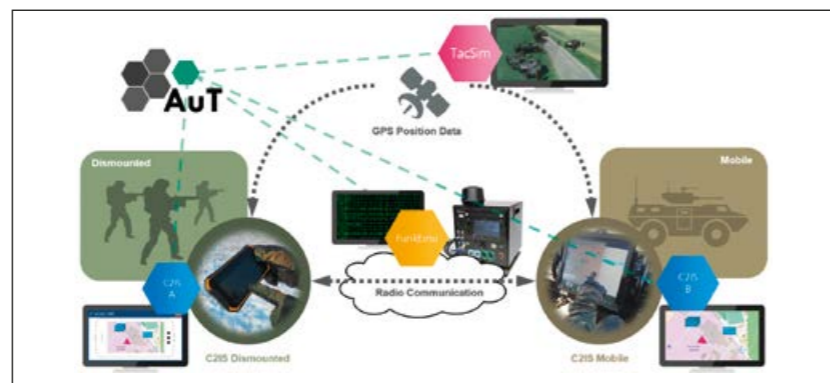 TacSim
AuT
GPS Position Data
Dismounted
Mobile
FunkEmu
C2IS
A
C2IS
B
Radio Communication
C2IS Dismounted
C2IS Mobile